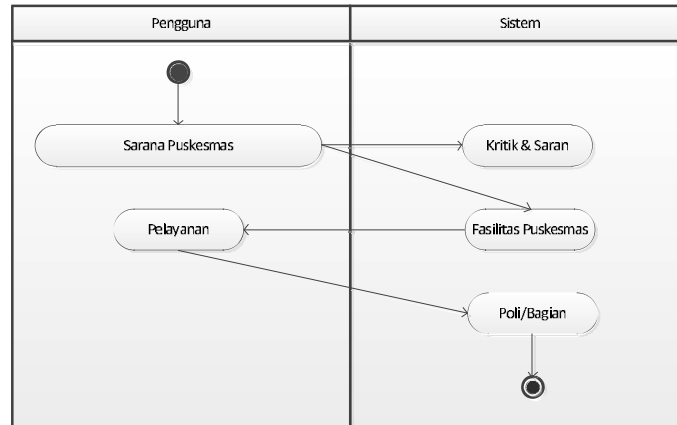 Pengguna
Sistem
Sarana Puskesmas
Kritik & Saran
Pelayanan
Fasilitas Puskesmas
Poli/Bagian